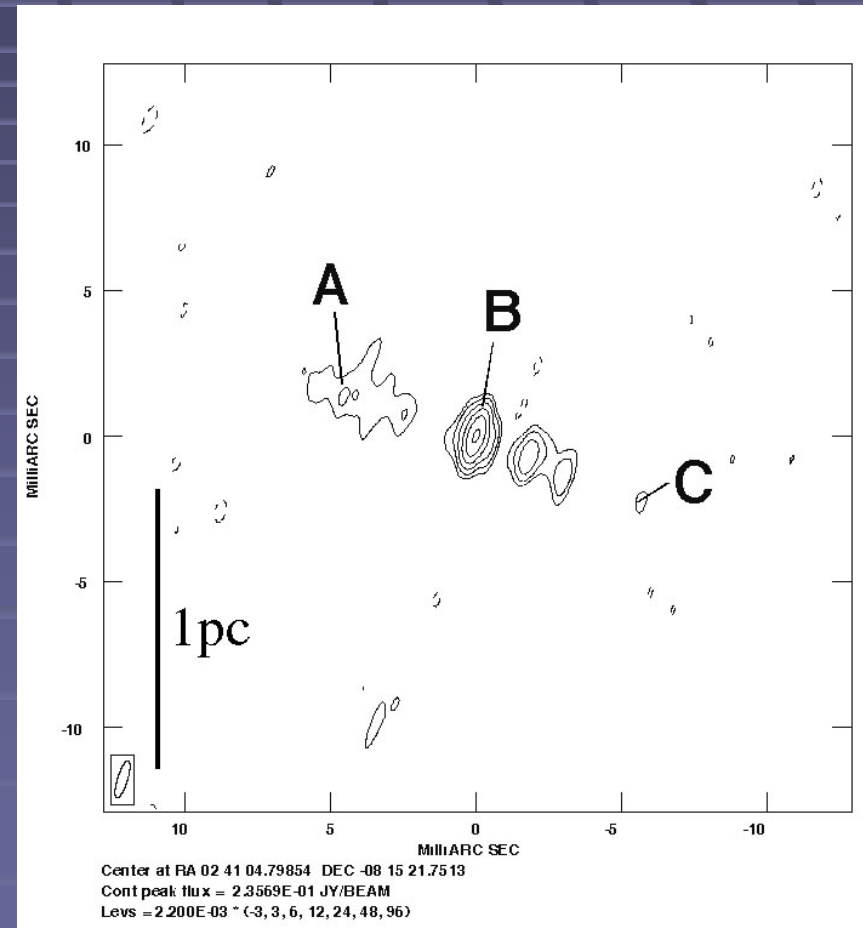 10
5
0
-5
-10
MilliARC SEC
A
B
C
1pc
10
5
0
-5
-10
MilliARC SEC
Center at RA 02 41 04.79854 DEC -08 15 21.7513
Cont peak flux = 2.3569E-01 JY/BEAM
Levs = 2.200E-03 * (-3, 3, 6, 12, 24, 48, 96)